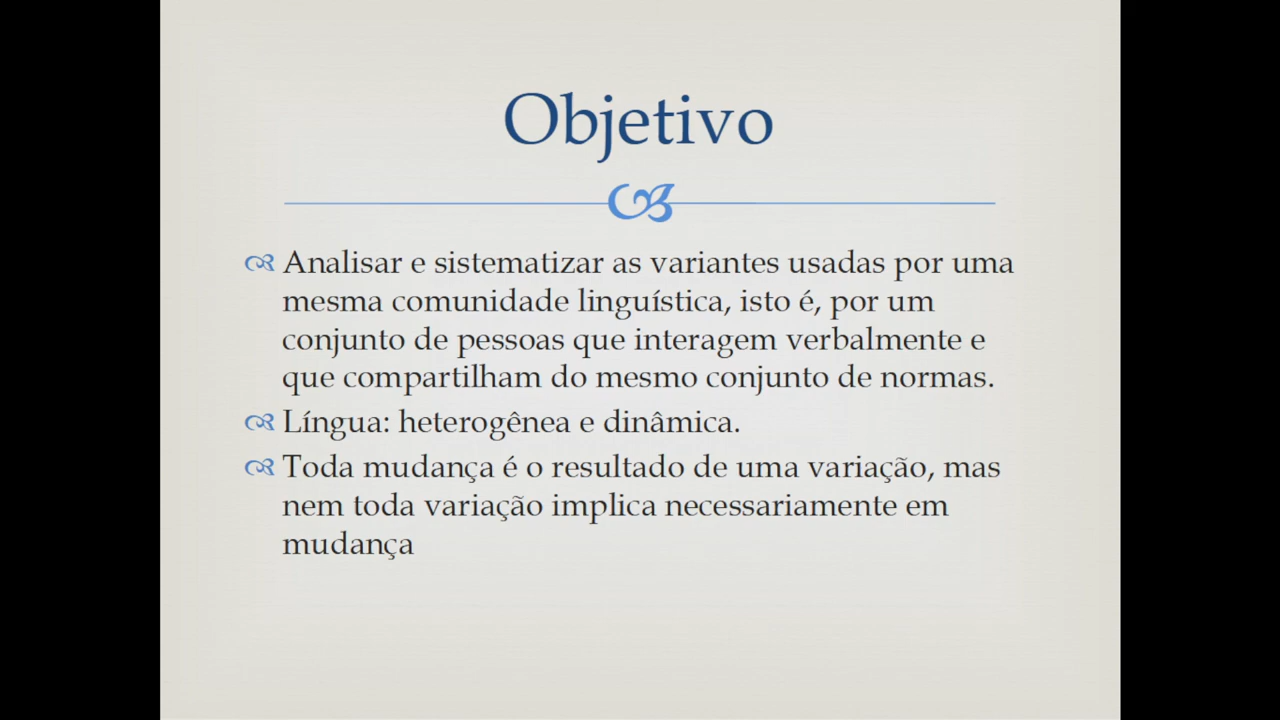 Objetivo
Analisar e sistematizar as variantes usadas por uma
mesma comunidade linguística, isto é, por um
conjunto de pessoas que interagem verbalmente e
que compartilham do mesmo conjunto de normas.
Língua: heterogênea e dinâmica.
Toda mudança é o resultado de uma variação, mas
nem toda variação implica necessariamente em
mudança